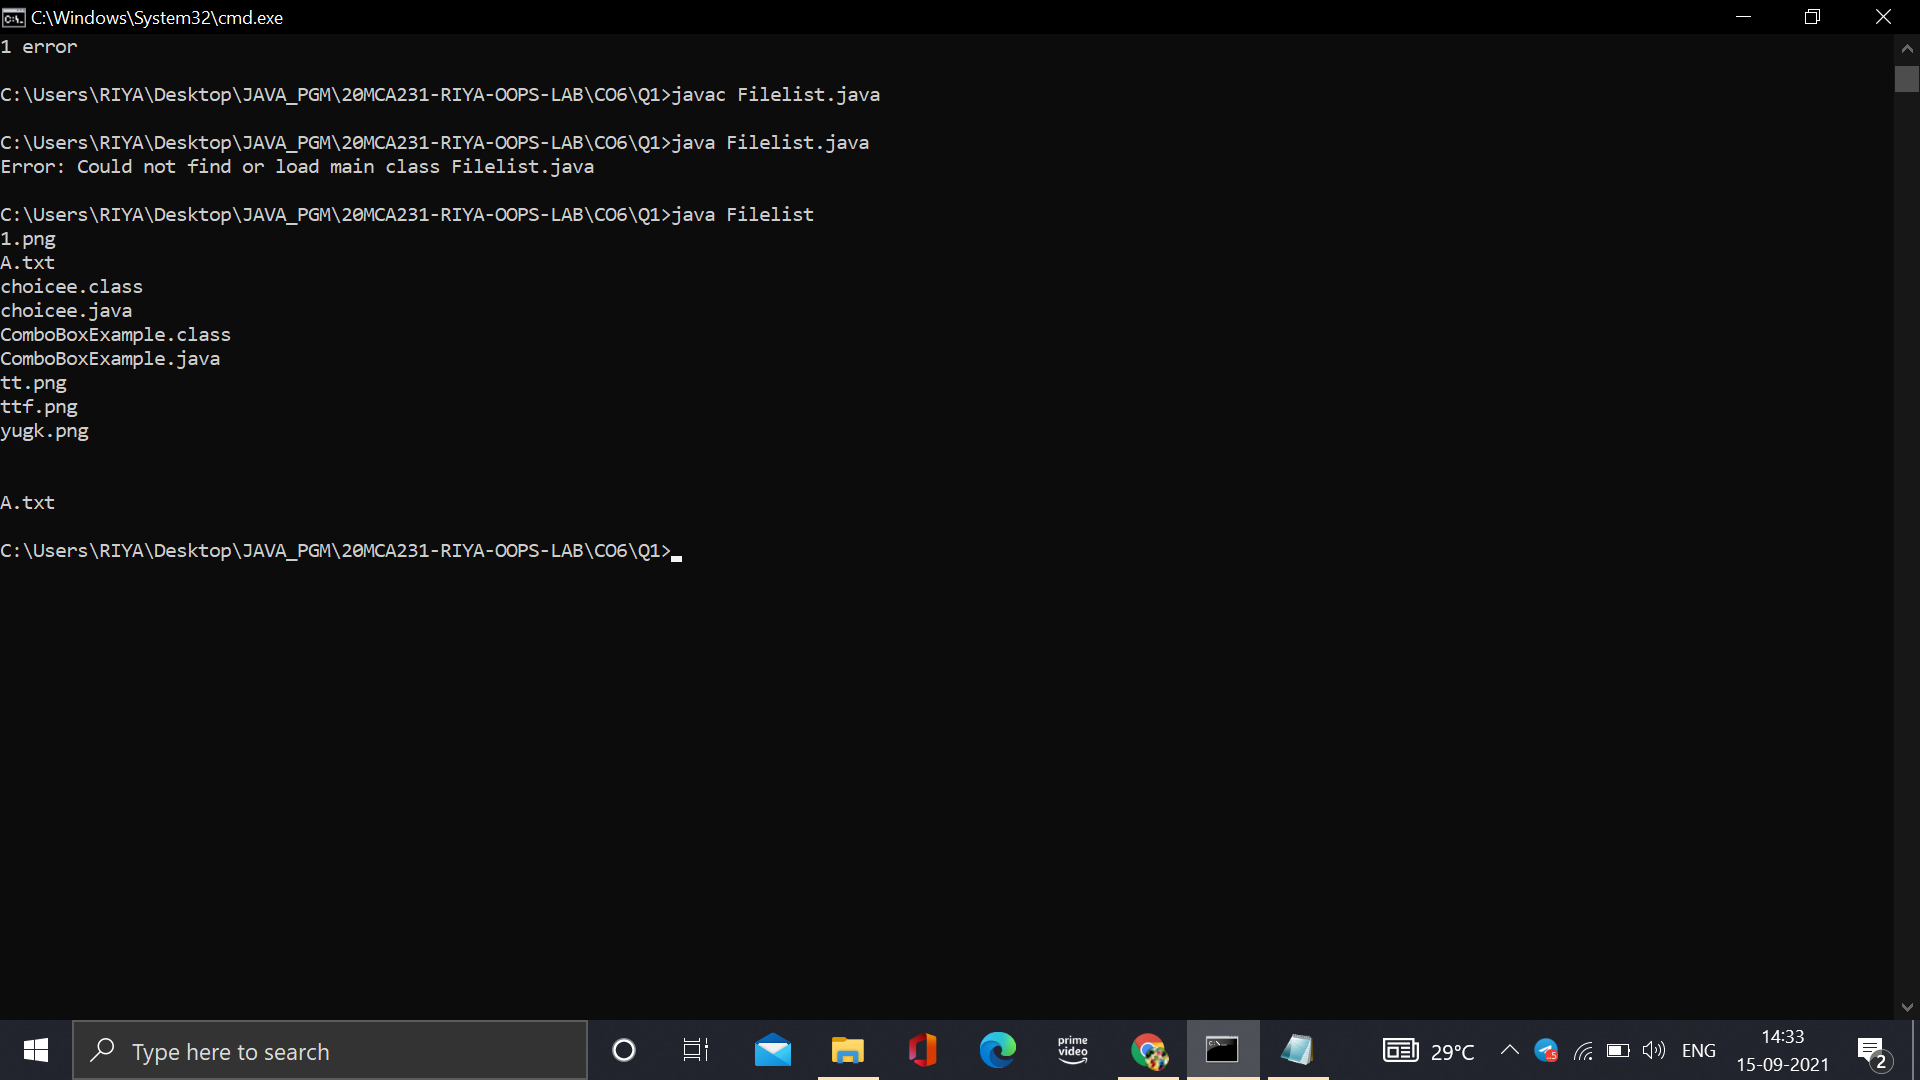 C:\Windows\System32\cmd.exe
1 error
C:\Users\RIYA\Desktop\JAVA_PGM\20MCA231-RIYA-OOPS-LAB\CO6\Q1>javac Filelist.java
C:\Users\RIYA\Desktop\JAVA_PGM\20MCA231-RIYA-OOPS-LAB\CO6\Q1>java Filelist.java
Error: Could not find or load main class Filelist.java
C:\Users\RIYA\Desktop\JAVA_PGM\20MCA231-RIYA-OOPS-LAB\CO6\Q1>java Filelist
1.png
A.txt
choicee.class
choicee.java
ComboBoxExample.class
ComboBoxExample.java
tt.png
ttf.png
yugk.png
A.txt
C:\Users\RIYA\Desktop\JAVA_PGM\20MCA231-RIYA-OOPS-LAB\CO6\Q1>
Type here to search
prime
video
29°C
ENG
14:33
15-09-2021
2